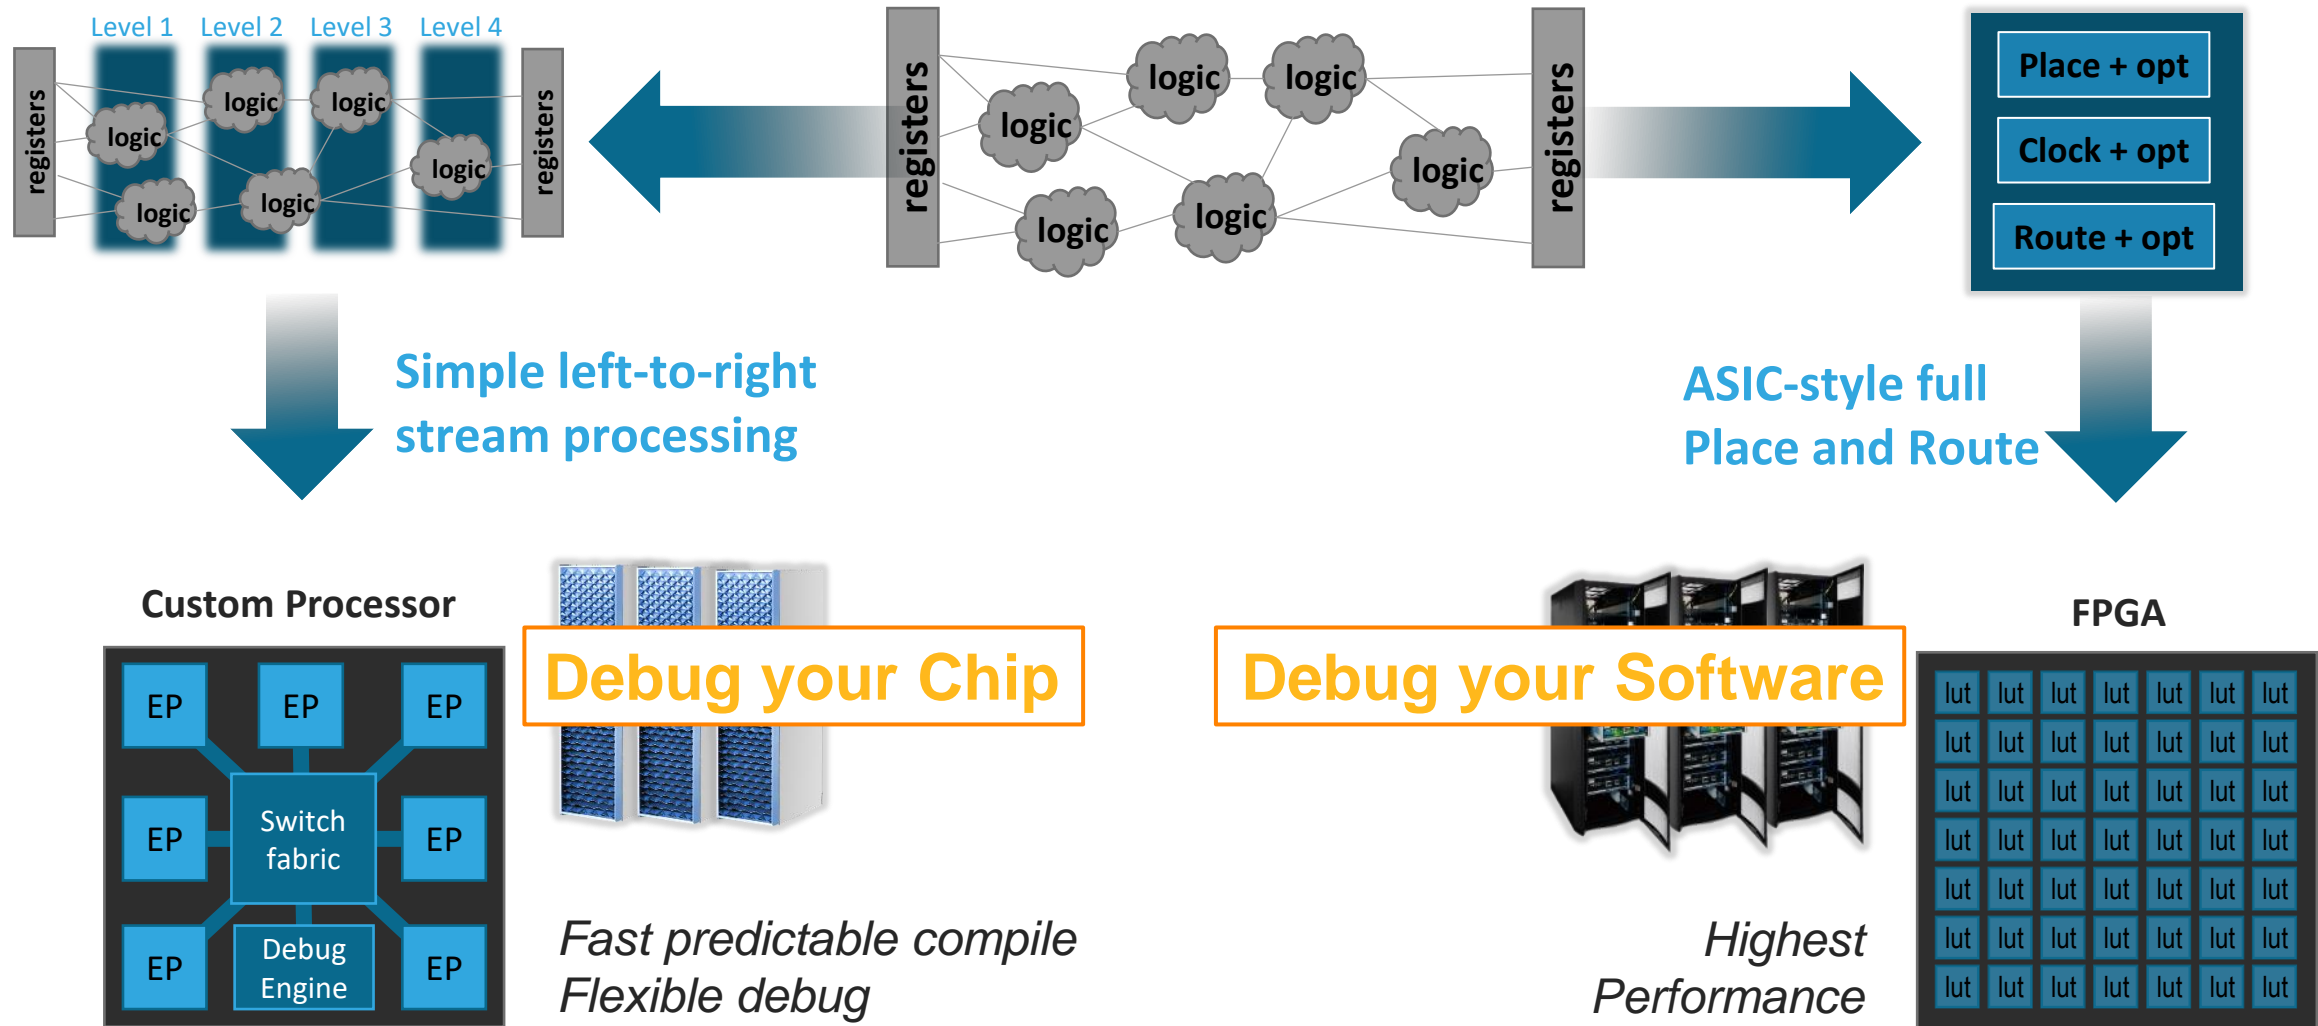 Level 1
Level 2
Level 3
Level 4
registers
logic
logic
logic
logic
logic
logic
registers
registers
logic
logic
logic
logic
logic
logic
registers
Place + opt
Clock + opt
Route + opt
Simple left-to-right
stream processing
ASIC-style full
Place and Route
Custom Processor
EP
EP
EP
EP
Switch
fabric
EP
EP
Debug
Engine
EP
Debug your Chip
Fast predictable compile
Flexible debug
Debug your Software
Highest
Performance
FPGA
lut lut lut lut lut lut lut
lut lut lut lut lut lut lut
lut lut lut lut lut lut lut
lut lut lut lut lut lut lut
lut lut lut lut lut lut lut
lut lut lut lut lut lut lut
lut lut lut lut lut lut lut